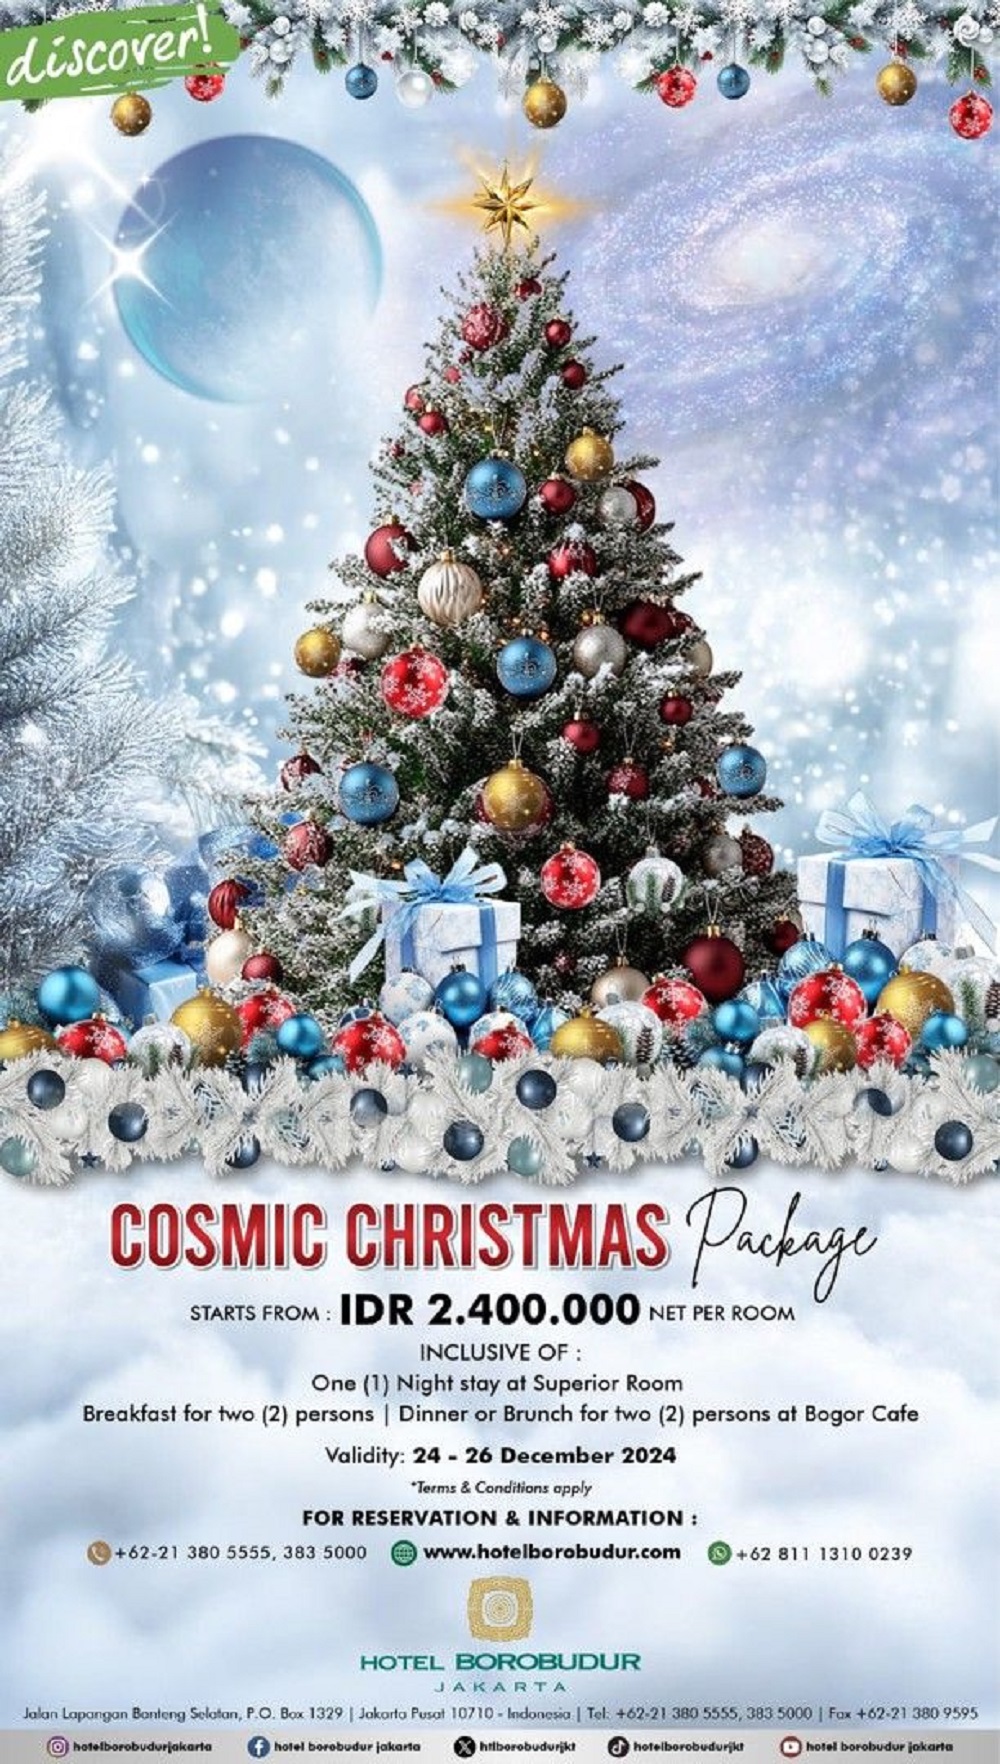 discover!
COSMIC CHRISTMAS Package
STARTS FROM : IDR 2.400.000 NET PER ROOM
INCLUSIVE OF :
One (1) Night stay at Superior Room
Breakfast for two (2) persons | Dinner or Brunch for two (2) persons at Bogor Cafe
Validity: 24 - 26 December 2024
*Terms & Conditions apply
FOR RESERVATION & INFORMATION :
+62-21 380 5555, 383 5000 www.hotelborobudur.com +62 811 1310 0239
HOTEL BOROBUDUR
JAKARTA
Jalan Lapangan Banteng Selatan, P.O. Box 1329 | Jakarta Pusat 10710 - Indonesia | Tel: +62-21 380 5555, 383 5000 | Fax +62-21 380 9595
hotelborobudurjakarta hotel borobudur jakarta htlborobudurjkt hotelborobudurjkt hotel borobudur jakarta